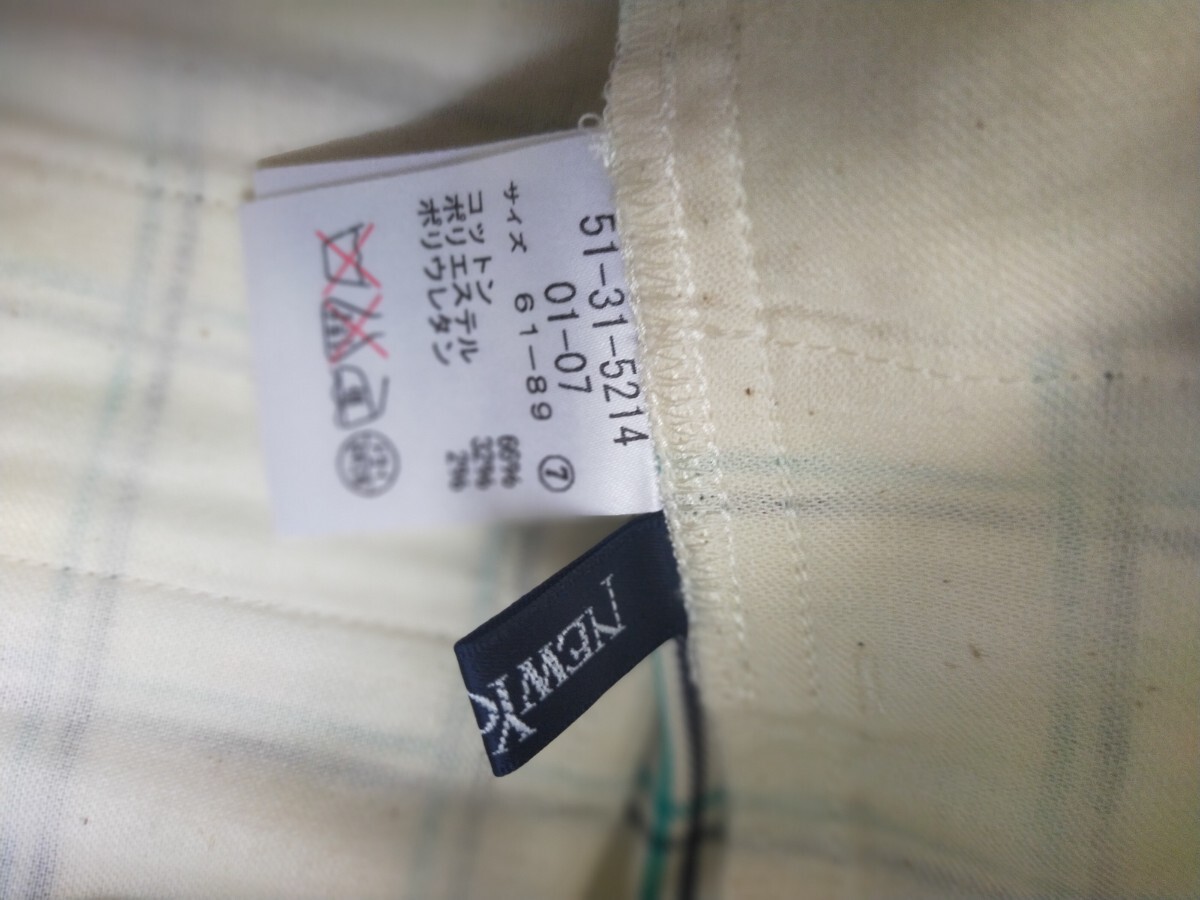 51-31-5214
01-07
サイズ 61-89 ⑦
コットン 66%
ポリエステル 32%
ポリウレタン 2%
NEWYO